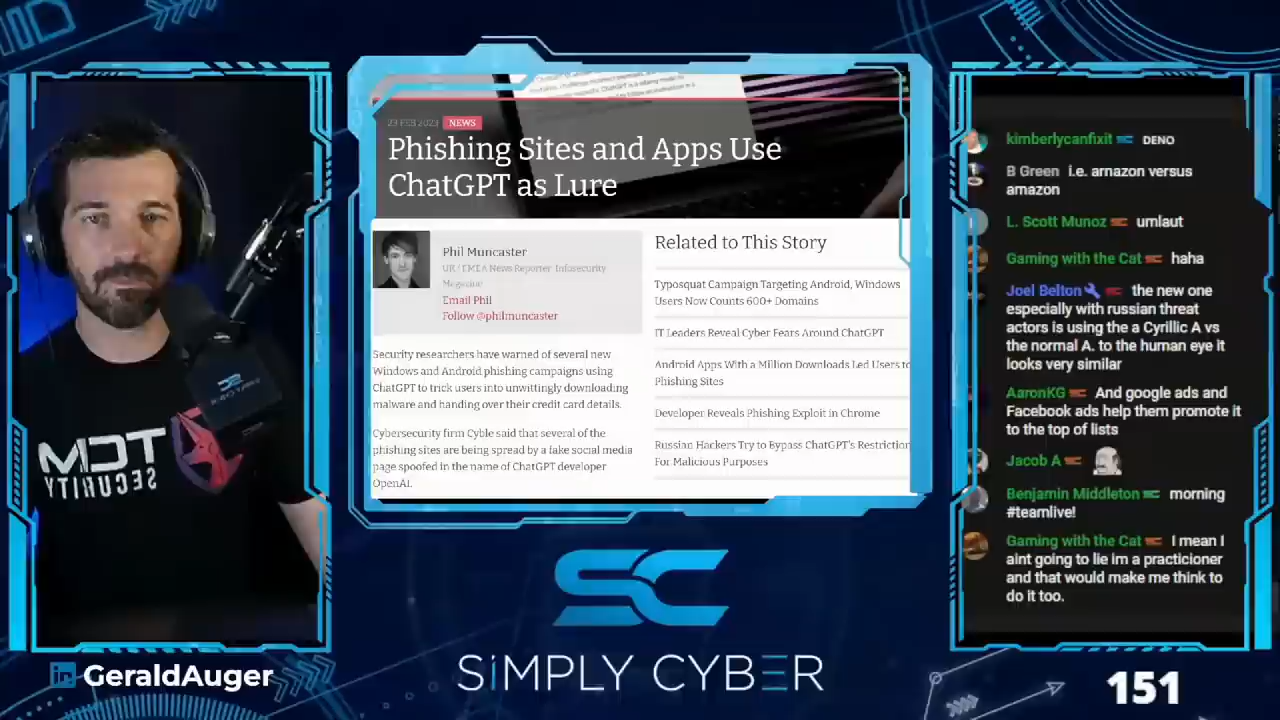 MDT
SECURITY
SIMPLY CYBER
GeraldAuger
23 FEB 2023 NEWS
Phishing Sites and Apps Use
ChatGPT as Lure
Phil Muncaster
UK / EMEA News Reporter, Infosecurity
Magazine
Email Phil
Follow @philmuncaster
Security researchers have warned of several new
Windows and Android phishing campaigns using
ChatGPT to trick users into unwittingly downloading
malware and handing over their credit card details.
Cybersecurity firm Cyble said that several of the
phishing sites are being spread by a fake social media
page spoofed in the name of ChatGPT developer
OpenAI.
Related to This Story
Typosquat Campaign Targeting Android, Windows
Users Now Counts 600+ Domains
IT Leaders Reveal Cyber Fears Around ChatGPT
Android Apps With a Million Downloads Led Users to
Phishing Sites
Developer Reveals Phishing Exploit in Chrome
Russian Hackers Try to Bypass ChatGPT's Restriction
For Malicious Purposes
SC
SIMPLY CYBER
kimberlycanfixit DENO
B Green i.e. arnazon versus
amazon
L. Scott Munoz umlaut
Gaming with the Cat haha
Joel Belton the new one
especially with russian threat
actors is using the a Cyrillic A vs
the normal A. to the human eye it
looks very similar
AaronKG And google ads and
Facebook ads help them promote it
to the top of lists
Jacob A
Benjamin Middleton morning
#teamlive!
Gaming with the Cat I mean I
aint going to lie im a practicioner
and that would make me think to
do it too.
151